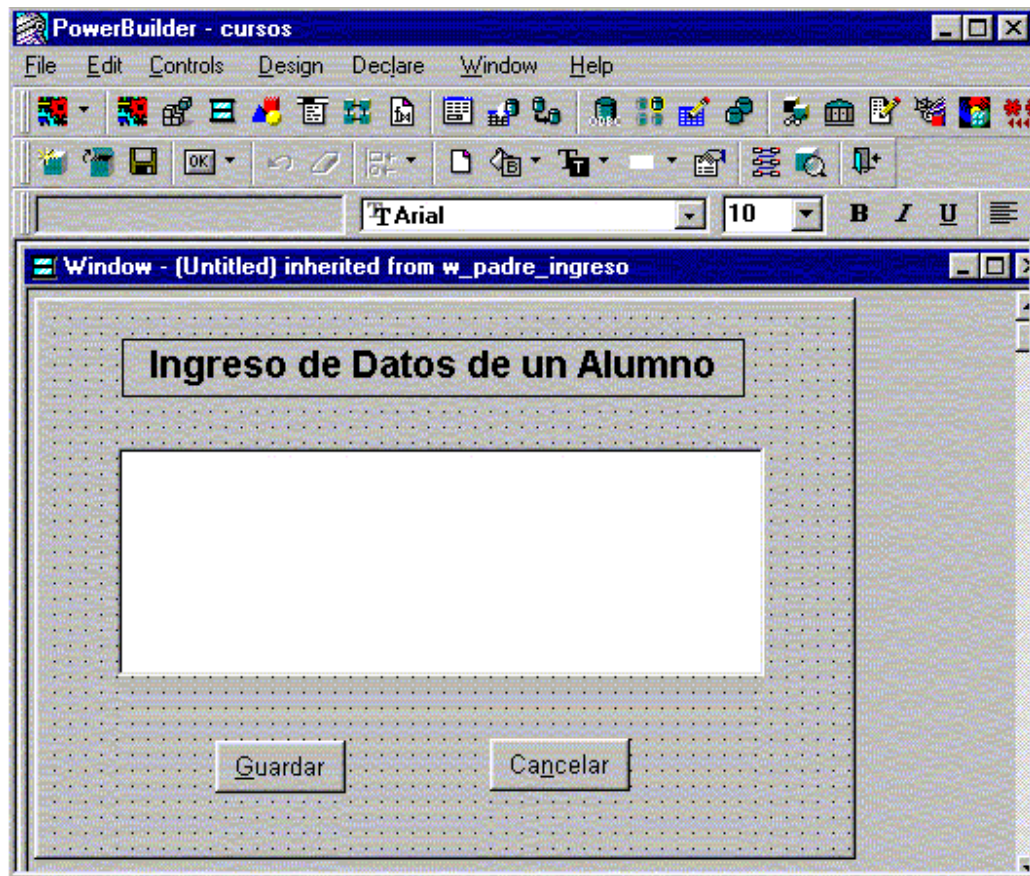 PowerBuilder - cursos
File Edit Controls Design Declare Window Help
OK
Arial 10 B I U
Window - (Untitled) inherited from w_padre_ingreso
Ingreso de Datos de un Alumno
Guardar Cancelar